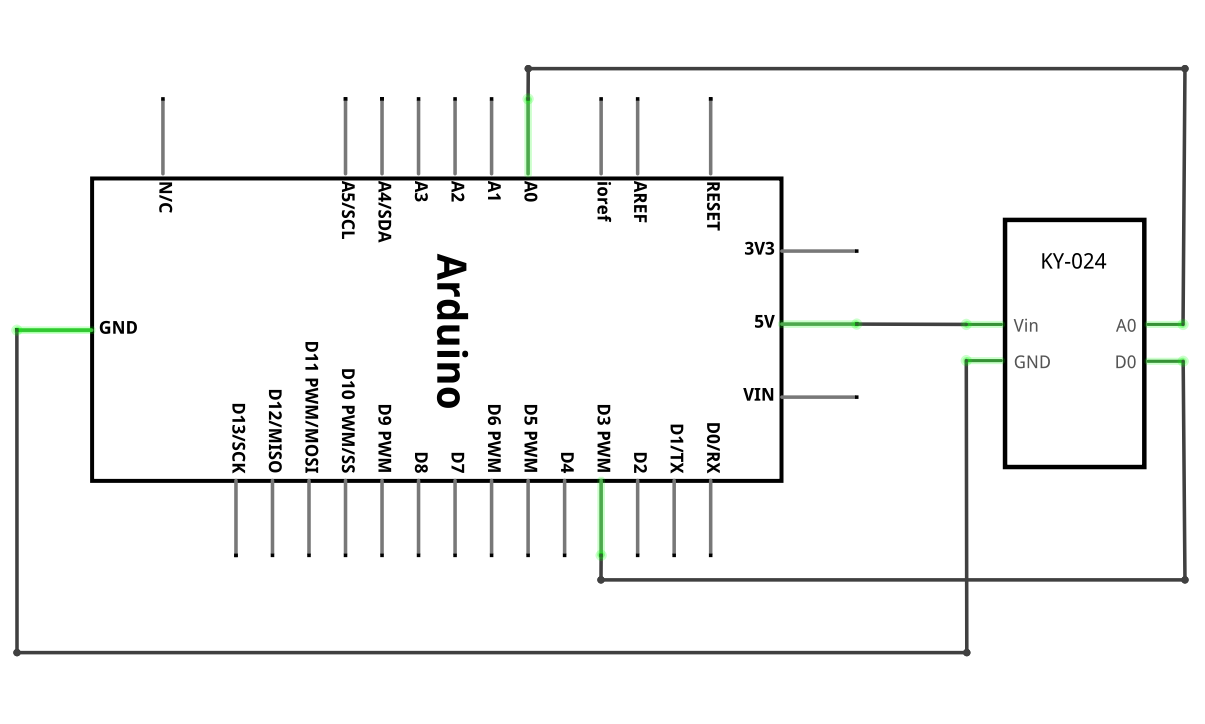 N/C
A5/SCL
A4/SDA
A3
A2
A1
A0
ioref
AREF
RESET
Arduino
3V3
5V
VIN
GND
D13/SCK
D12/MISO
D11 PWM/MOSI
D10 PWM/SS
D9 PWM
D8
D7
D6 PWM
D5 PWM
D4
D3 PWM
D2
D1/TX
D0/RX
KY-024
Vin
A0
GND
D0